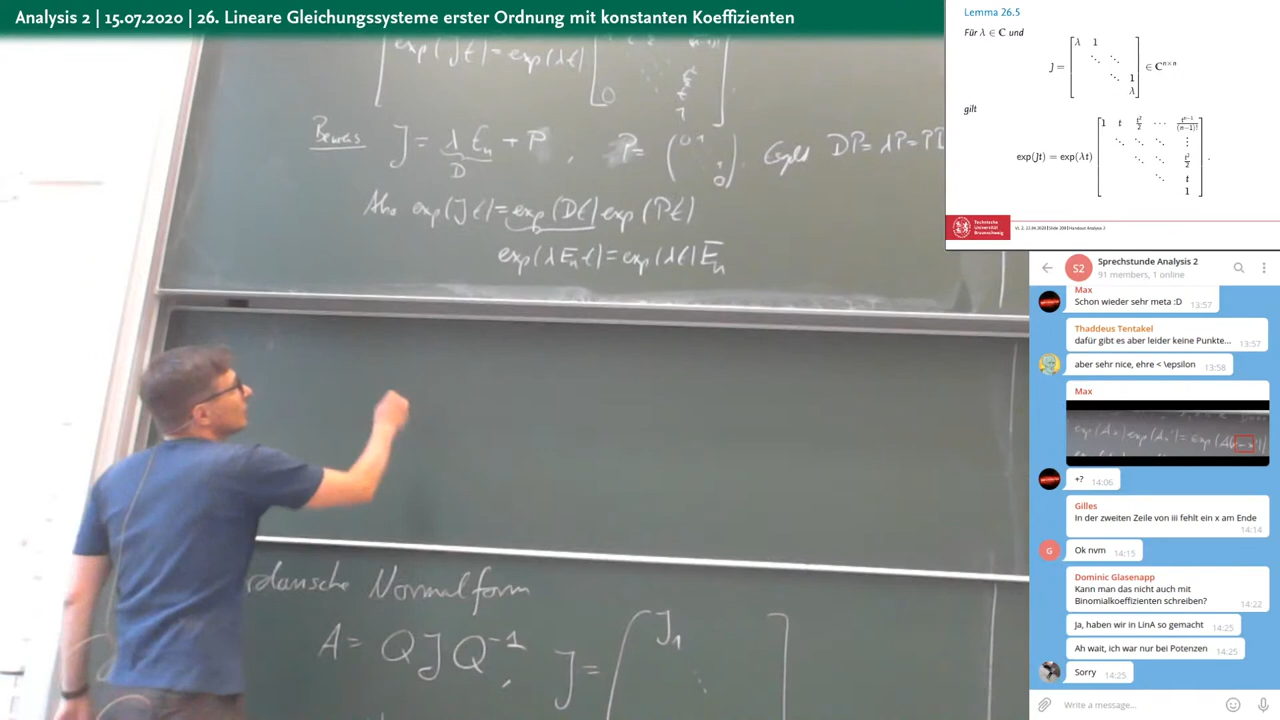 Analysis 2 | 15.07.2020 | 26. Lineare Gleichungssysteme erster Ordnung mit konstanten Koeffizienten
exp(Jt) = exp(λt)
Beweis J = λE_n + P , P = (0 1 ⋱ 1 0). DP = λP = PD
D
Also exp(Jt) = exp(Dt) exp(Pt)
exp(λE_n t) = exp(λt) E_n
Normalform
A = QJQ⁻¹, J = [J₁ ⋱
Lemma 26.5
Für λ ∈ C und
J = [λ 1 ⋱ ⋱ ⋱ 1 λ] ∈ C^{n×n}
gilt
exp(Jt) = exp(λt) [1 t t²/2 ⋯ t^{n−1}/(n−1)! ⋱ ⋱ ⋱ ⋮ ⋱ ⋱ t²/2 ⋱ t 1].
Technische
Universität
Braunschweig
Sprechstunde Analysis 2
91 members, 1 online
S2
Max
Schon wieder sehr meta :D 13:57
Thaddeus Tentakel
dafür gibt es aber leider keine Punkte... 13:57
aber sehr nice, ehre < \epsilon 13:58
Max
+? 14:06
Gilles
In der zweiten Zeile von iii fehlt ein x am Ende
14:14
G Ok nvm 14:15
Dominic Glasenapp
Kann man das nicht auch mit
Binomialkoeffizienten schreiben? 14:22
Ja, haben wir in LinA so gemacht 14:25
Ah wait, ich war nur bei Potenzen 14:25
Sorry 14:25
Write a message...